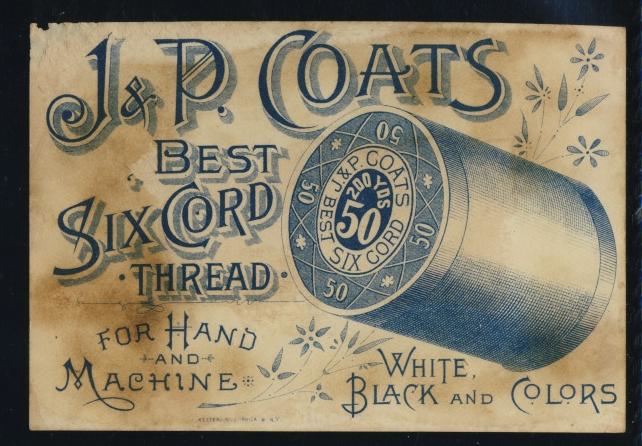 J. & P. COATS
BEST
SIX CORD
· THREAD ·
FOR HAND
AND
MACHINE
50
50
50
50
J. & P. COATS
BEST SIX CORD
200 YDS
50
WHITE,
BLACK AND COLORS